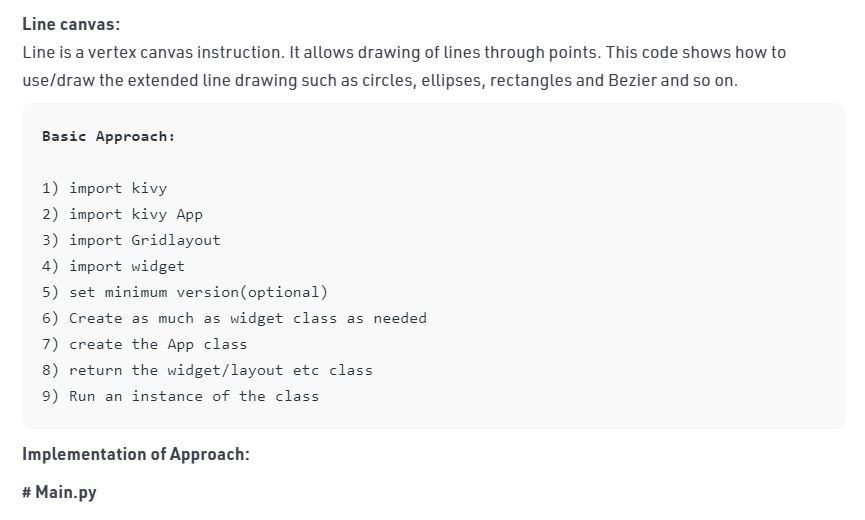 Line canvas:
Line is a vertex canvas instruction. It allows drawing of lines through points. This code shows how to
use/draw the extended line drawing such as circles, ellipses, rectangles and Bezier and so on.
Basic Approach:
1) import kivy
2) import kivy App
3) import Gridlayout
4) import widget
5) set minimum version(optional)
6) Create as much as widget class as needed
7) create the App class
8) return the widget/layout etc class
9) Run an instance of the class
Implementation of Approach:
# Main.py